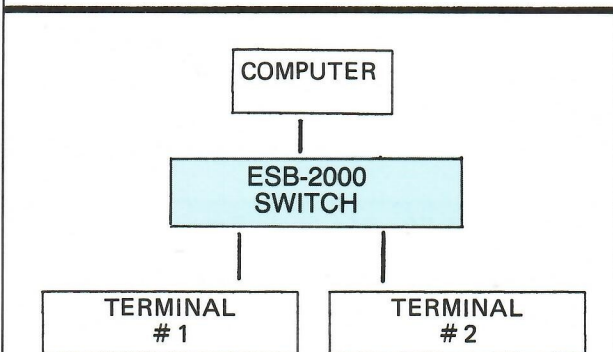 COMPUTER
ESB-2000
SWITCH
TERMINAL
TERMINAL
#1
#2